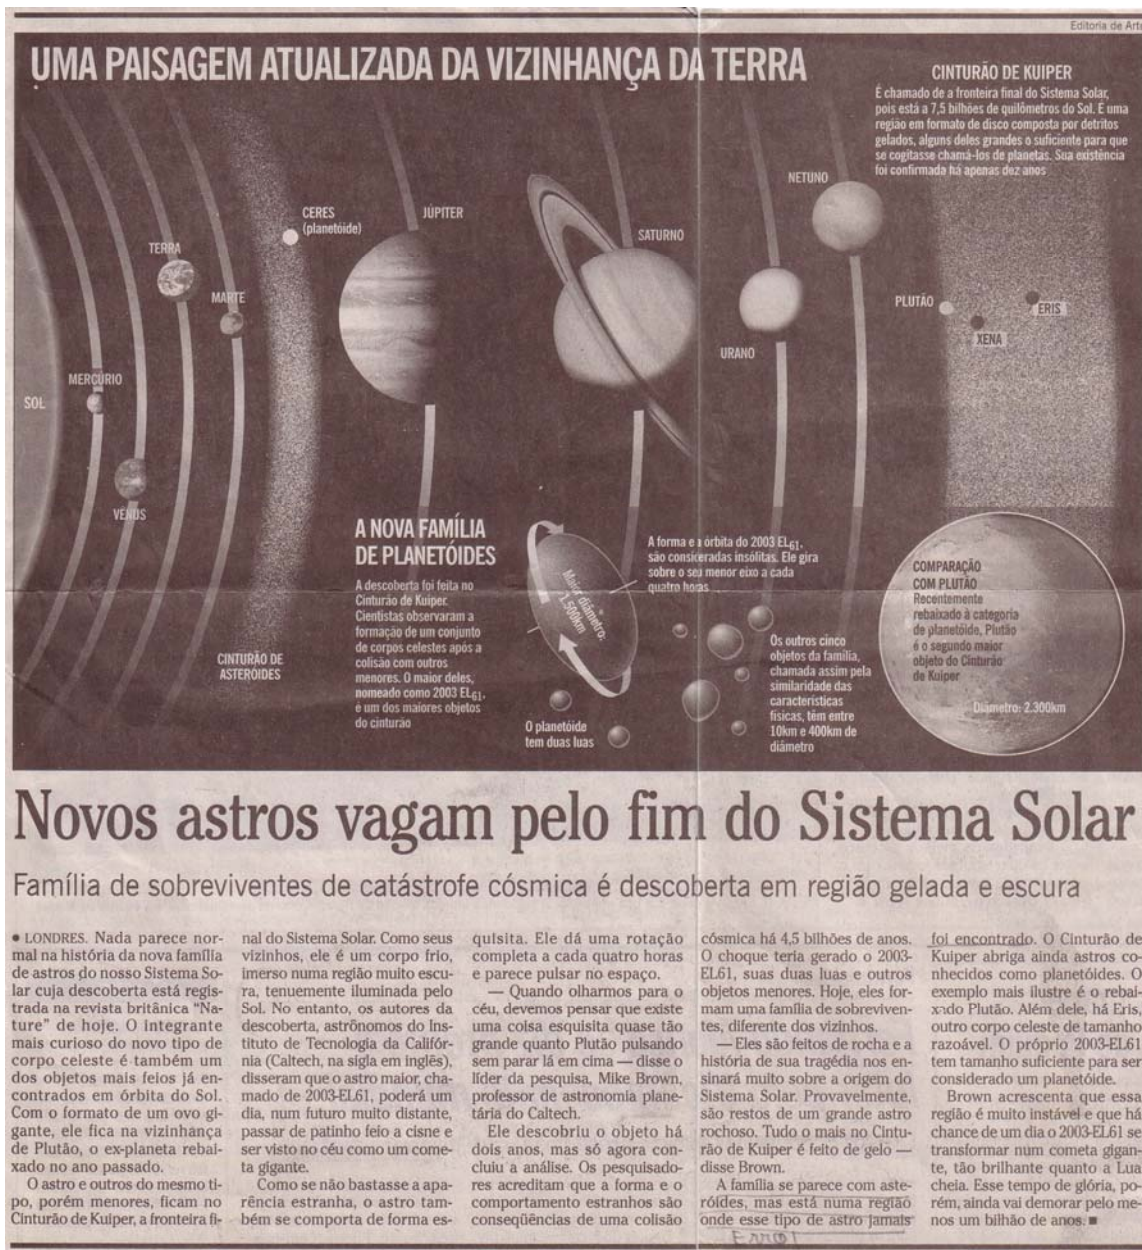 Editoria de Arte
UMA PAISAGEM ATUALIZADA DA VIZINHANÇA DA TERRA
CINTURÃO DE KUIPER
É chamado de a fronteira final do Sistema Solar,
pois está a 7,5 bilhões de quilômetros do Sol. É uma
região em formato de disco composta por detritos
gelados, alguns deles grandes o suficiente para que
se cogitasse chamá-los de planetas. Sua existência
foi confirmada há apenas dez anos
SOL
MERCÚRIO
VÊNUS
TERRA
MARTE
CERES
(planetóide)
JÚPITER
SATURNO
URANO
NETUNO
PLUTÃO
XENA
ERIS
CINTURÃO DE
ASTERÓIDES
A NOVA FAMÍLIA
DE PLANETÓIDES
A descoberta foi feita no
Cinturão de Kuiper.
Cientistas observaram a
formação de um conjunto
de corpos celestes após a
colisão com outros
menores. O maior deles,
nomeado como 2003 EL61,
é um dos maiores objetos
do cinturão
Maior diâmetro:
1.500km
O planetóide
tem duas luas
A forma e a órbita do 2003 EL61,
são consideradas insólitas. Ele gira
sobre o seu menor eixo a cada
quatro horas
Os outros cinco
objetos da família,
chamada assim pela
similaridade das
características
físicas, têm entre
10km e 400km de
diâmetro
COMPARAÇÃO
COM PLUTÃO
Recentemente
rebaixado à categoria
de planetóide, Plutão
é o segundo maior
objeto do Cinturão
de Kuiper
Diâmetro: 2.300km
Novos astros vagam pelo fim do Sistema Solar
Família de sobreviventes de catástrofe cósmica é descoberta em região gelada e escura
• LONDRES. Nada parece nor-
mal na história da nova família
de astros do nosso Sistema So-
lar cuja descoberta está regis-
trada na revista britânica “Na-
ture” de hoje. O integrante
mais curioso do novo tipo de
corpo celeste é também um
dos objetos mais feios já en-
contrados em órbita do Sol.
Com o formato de um ovo gi-
gante, ele fica na vizinhança
de Plutão, o ex-planeta rebai-
xado no ano passado.
O astro e outros do mesmo ti-
po, porém menores, ficam no
Cinturão de Kuiper, a fronteira fi-
nal do Sistema Solar. Como seus
vizinhos, ele é um corpo frio,
imerso numa região muito escu-
ra, tenuemente iluminada pelo
Sol. No entanto, os autores da
descoberta, astrônomos do Ins-
tituto de Tecnologia da Califór-
nia (Caltech, na sigla em inglês),
disseram que o astro maior, cha-
mado de 2003-EL61, poderá um
dia, num futuro muito distante,
passar de patinho feio a cisne e
ser visto no céu como um come-
ta gigante.
Como se não bastasse a apa-
rência estranha, o astro tam-
bém se comporta de forma es-
quisita. Ele dá uma rotação
completa a cada quatro horas
e parece pulsar no espaço.
— Quando olharmos para o
céu, devemos pensar que existe
uma coisa esquisita quase tão
grande quanto Plutão pulsando
sem parar lá em cima — disse o
líder da pesquisa, Mike Brown,
professor de astronomia plane-
tária do Caltech.
Ele descobriu o objeto há
dois anos, mas só agora con-
cluiu a análise. Os pesquisado-
res acreditam que a forma e o
comportamento estranhos são
conseqüências de uma colisão
cósmica há 4,5 bilhões de anos.
O choque teria gerado o 2003-
EL61, suas duas luas e outros
objetos menores. Hoje, eles for-
mam uma família de sobreviven-
tes, diferente dos vizinhos.
— Eles são feitos de rocha e a
história de sua tragédia nos en-
sinará muito sobre a origem do
Sistema Solar. Provavelmente,
são restos de um grande astro
rochoso. Tudo o mais no Cintu-
rão de Kuiper é feito de gelo —
disse Brown.
A família se parece com aste-
róides, mas está numa região
onde esse tipo de astro jamais
Erro!
foi encontrado. O Cinturão de
Kuiper abriga ainda astros co-
nhecidos como planetóides. O
exemplo mais ilustre é o rebai-
xado Plutão. Além dele, há Eris,
outro corpo celeste de tamanho
razoável. O próprio 2003-EL61
tem tamanho suficiente para ser
considerado um planetóide.
Brown acrescenta que essa
região é muito instável e que há
chance de um dia o 2003-EL61 se
transformar num cometa gigan-
te, tão brilhante quanto a Lua
cheia. Esse tempo de glória, po-
rém, ainda vai demorar pelo me-
nos um bilhão de anos. ■